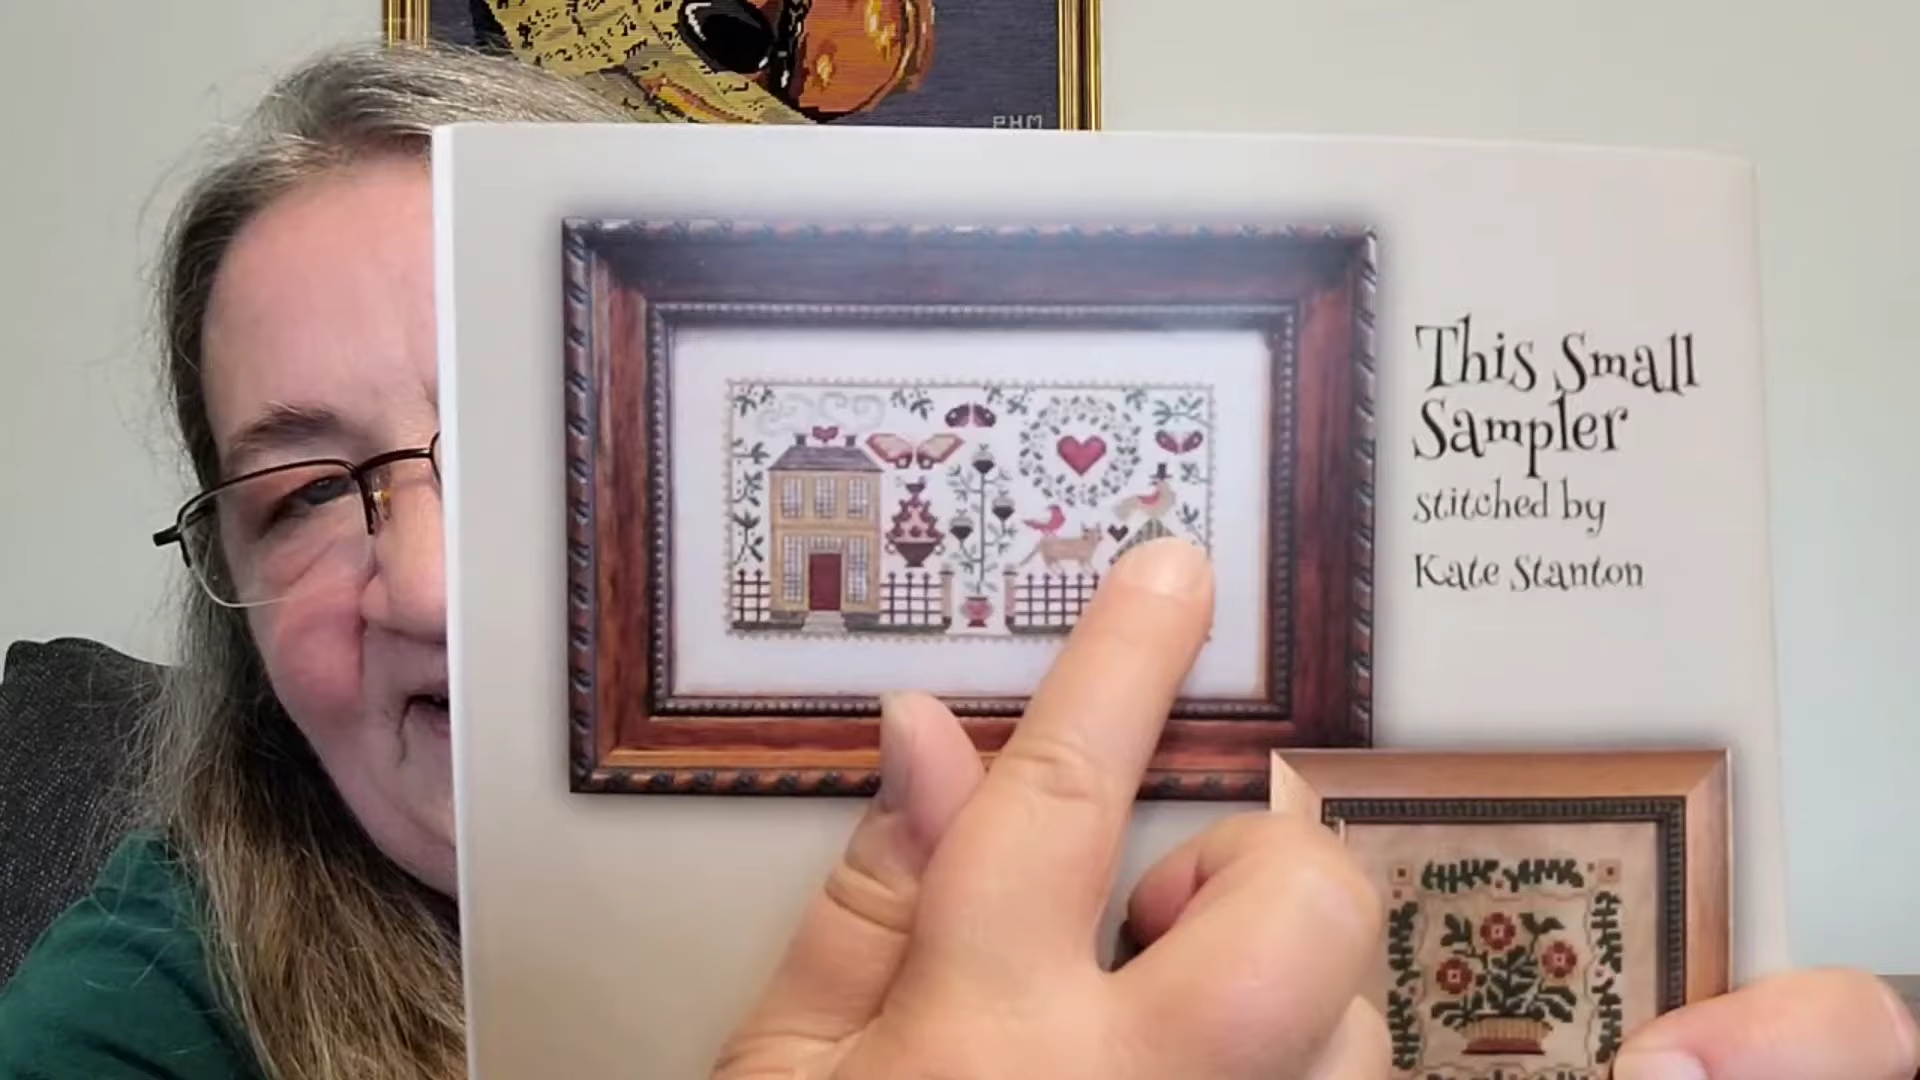 PHM
This Small
Sampler
stitched by
Kate Stanton